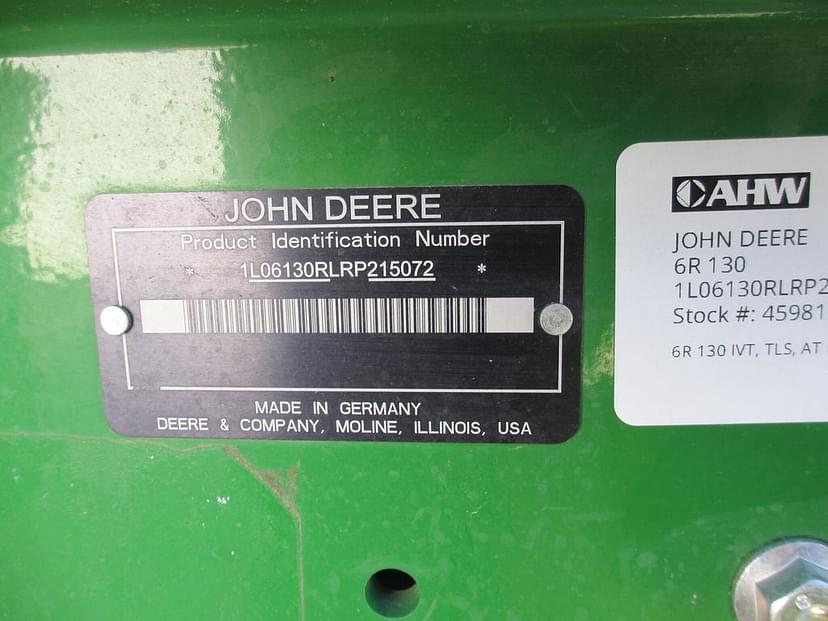 JOHN DEERE
Product Identification Number
* 1L06130RLRP215072 *
MADE IN GERMANY
DEERE & COMPANY, MOLINE, ILLINOIS, USA
AHW
JOHN DEERE
6R 130
1L06130RLRP2
Stock #: 45981
6R 130 IVT, TLS, AT